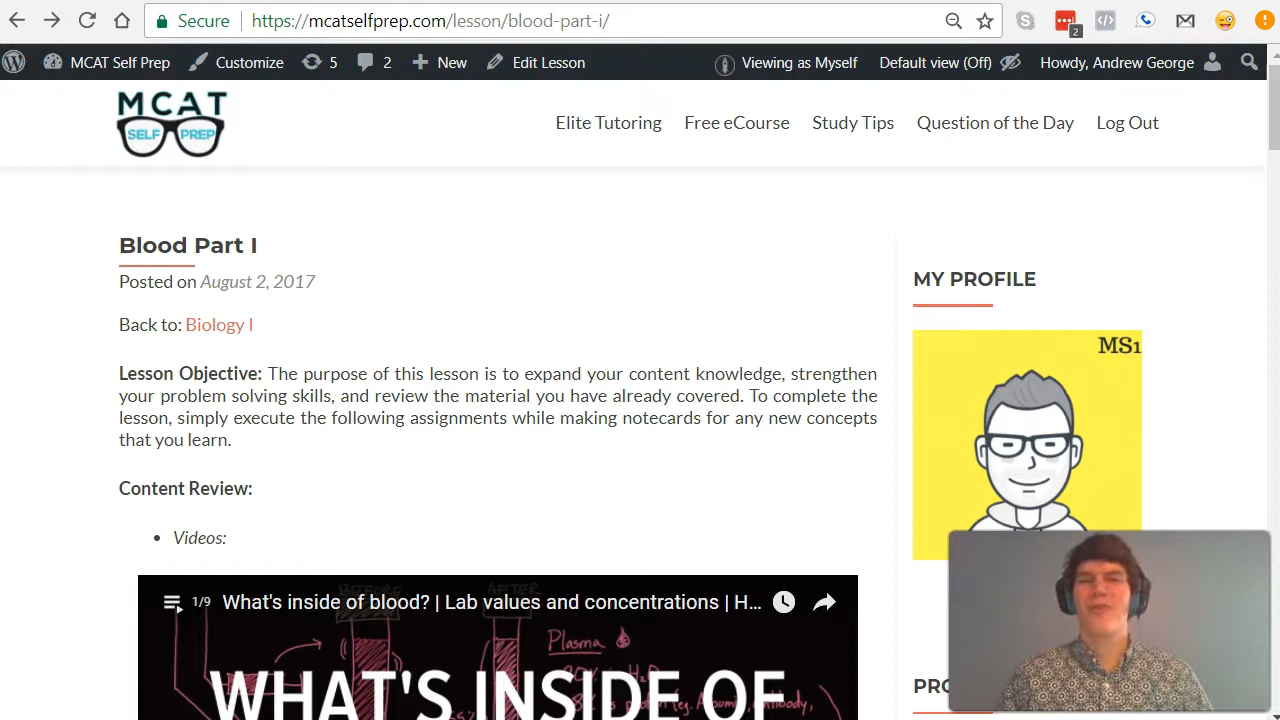 Secure https://mcatselfprep.com/lesson/blood-part-i/
2
MCAT Self Prep Customize 5 2 New Edit Lesson Viewing as Myself Default view (Off) Howdy, Andrew George
MCAT
SELF PREP
Elite Tutoring Free eCourse Study Tips Question of the Day Log Out
Blood Part I
Posted on August 2, 2017
Back to: Biology I
Lesson Objective: The purpose of this lesson is to expand your content knowledge, strengthen
your problem solving skills, and review the material you have already covered. To complete the
lesson, simply execute the following assignments while making notecards for any new concepts
that you learn.
Content Review:
• Videos:
1/9 What's inside of blood? | Lab values and concentrations | H...
BEFORE AFTER
Plasma
WHAT'S INSIDE OF
MY PROFILE
MS1